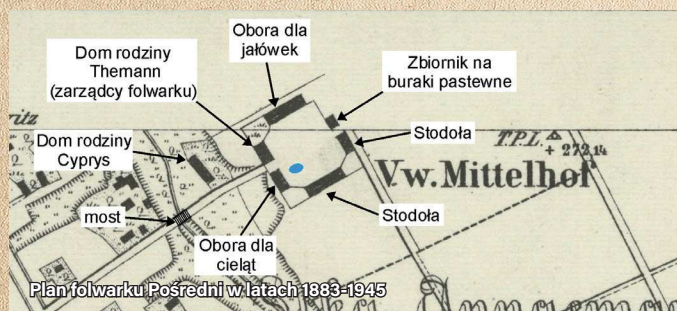 Obora dla
jałówek
Dom rodziny
Themann
(zarządcy folwarku)
Zbiornik na
buraki pastewne
ritz
Stodoła
T.P.I.
+ 272,14
Dom rodziny
Cyprys
V.w. Mittelhof
most
Stodoła
Obora dla
cieląt
Plan folwarku Pośredni w latach 1883-1945